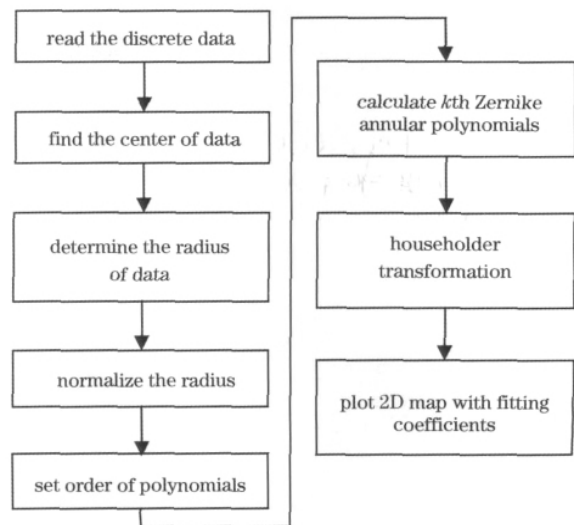 read the discrete data
find the center of data
determine the radius
of data
normalize the radius
set order of polynomials
calculate kth Zernike
annular polynomials
householder
transformation
plot 2D map with fitting
coefficients